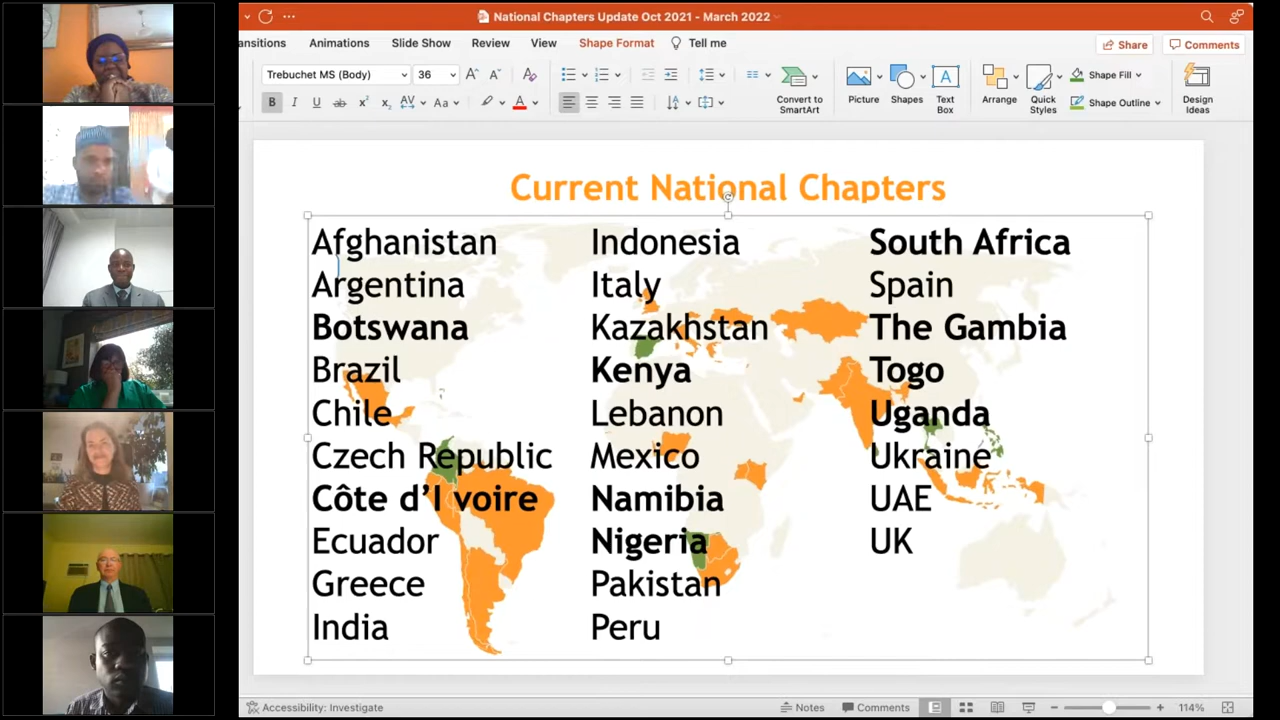 National Chapters Update Oct 2021 - March 2022
ansitions Animations Slide Show Review View Shape Format Tell me Share Comments
Trebuchet MS (Body) 36
Convert to SmartArt
Picture
Shapes
Text Box
Arrange
Quick Styles
Shape Fill
Shape Outline
Design Ideas
Current National Chapters
Afghanistan
Argentina
Botswana
Brazil
Chile
Czech Republic
Côte d’I voire
Ecuador
Greece
India
Indonesia
Italy
Kazakhstan
Kenya
Lebanon
Mexico
Namibia
Nigeria
Pakistan
Peru
South Africa
Spain
The Gambia
Togo
Uganda
Ukraine
UAE
UK
Accessibility: Investigate Notes Comments 114%